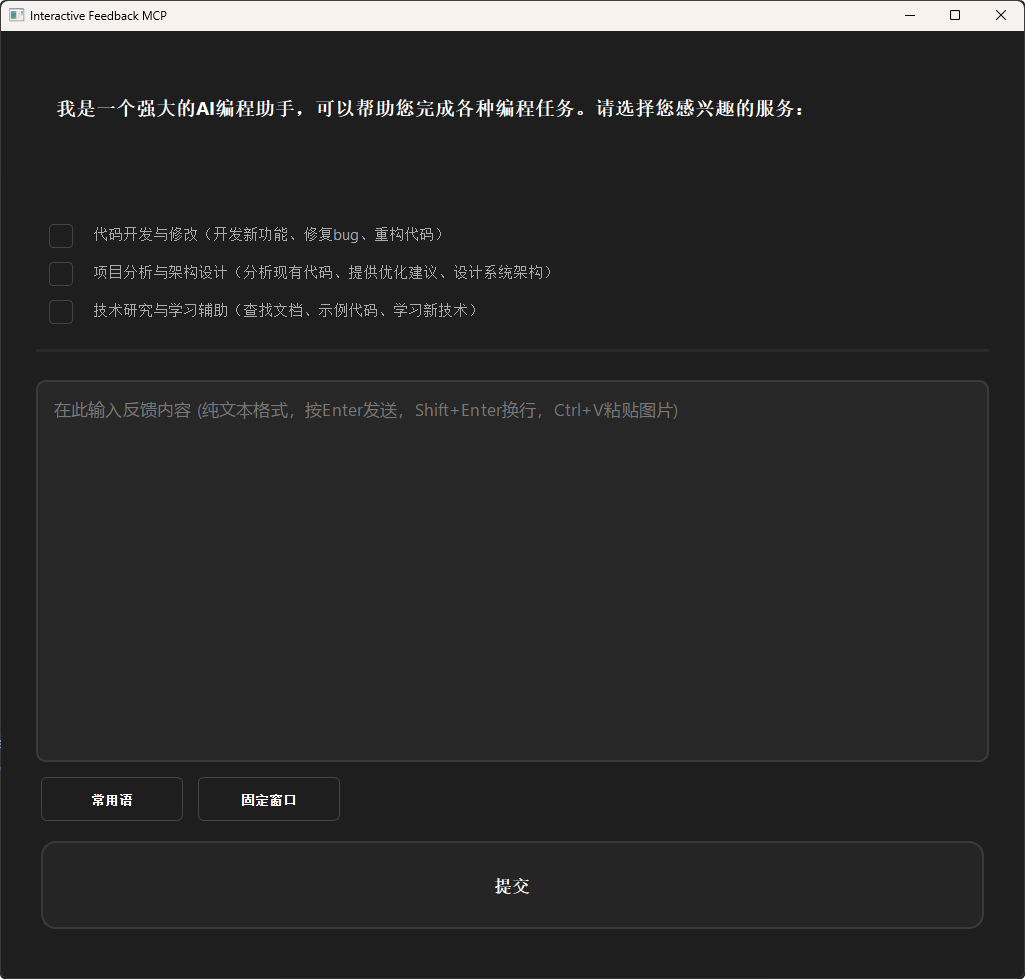 Interactive Feedback MCP
我是一个强大的AI编程助手，可以帮助您完成各种编程任务。请选择您感兴趣的服务：
代码开发与修改（开发新功能、修复bug、重构代码）
项目分析与架构设计（分析现有代码、提供优化建议、设计系统架构）
技术研究与学习辅助（查找文档、示例代码、学习新技术）
在此输入反馈内容 (纯文本格式，按Enter发送，Shift+Enter换行，Ctrl+V粘贴图片)
常用语 固定窗口
提交